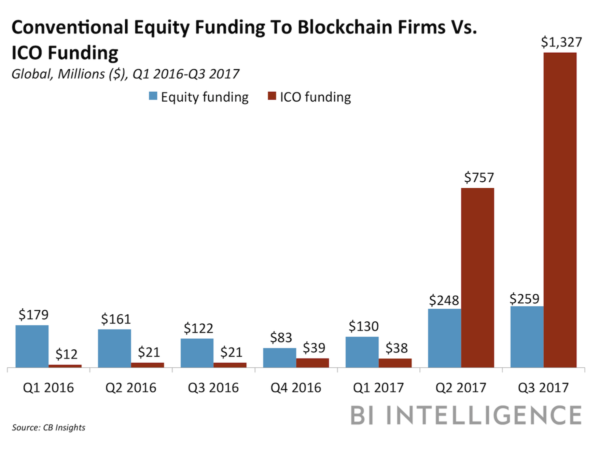 Conventional Equity Funding To Blockchain Firms Vs.
ICO Funding
Global, Millions ($), Q1 2016-Q3 2017
Equity funding ICO funding
$1,327
$757
$248
$259
$179
$161
$122
$130
$83
$12
$21
$21
$39
$38
Q1 2016 Q2 2016 Q3 2016 Q4 2016 Q1 2017 Q2 2017 Q3 2017
BI INTELLIGENCE
Source: CB Insights